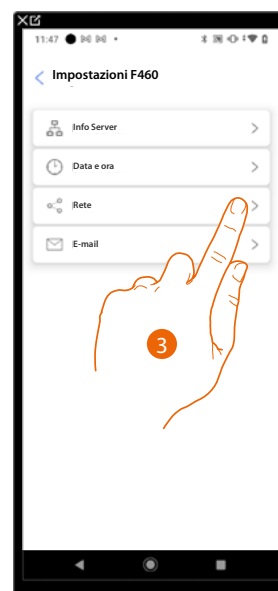 11:47
Impostazioni F460
Info Server
Data e ora
Rete
E-mail
3